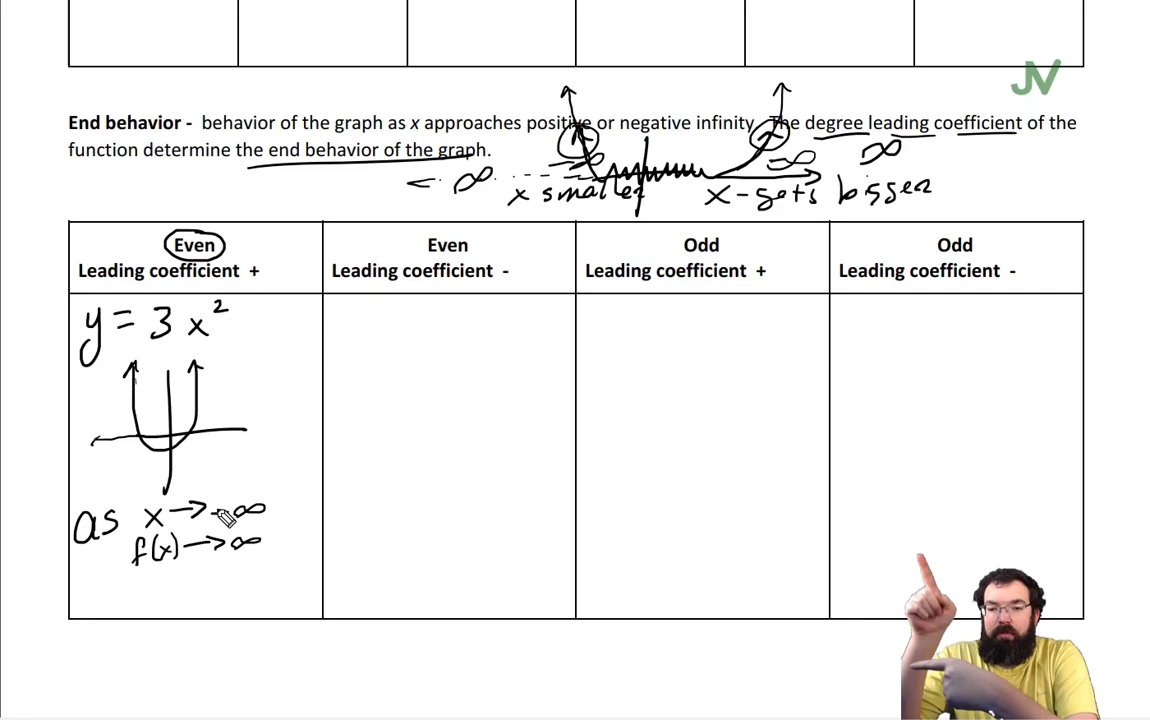 JV
End behavior - behavior of the graph as x approaches positive or negative infinity. The degree leading coefficient of the
function determine the end behavior of the graph.
∞ ∞ ∞
<- ∞ x smaller x-gets bigger
Even Even Odd Odd
Leading coefficient + Leading coefficient - Leading coefficient + Leading coefficient -
y = 3x²
as x → -∞
f(x) → ∞